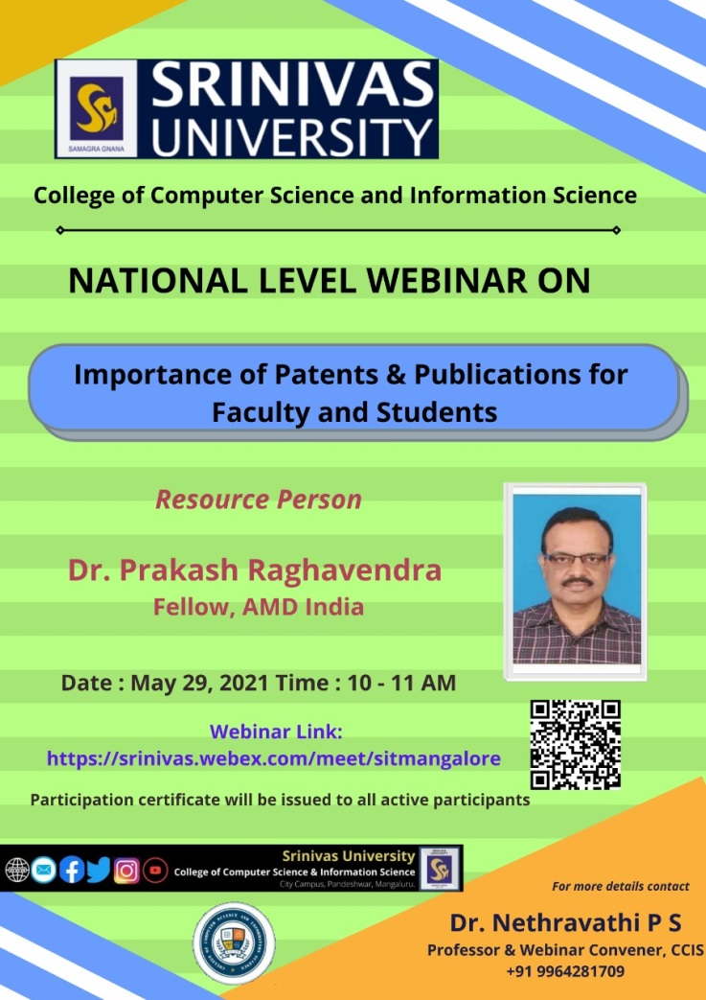 SRINIVAS
UNIVERSITY
SAMAGRA GNANA
College of Computer Science and Information Science
NATIONAL LEVEL WEBINAR ON
Importance of Patents & Publications for
Faculty and Students
Resource Person
Dr. Prakash Raghavendra
Fellow, AMD India
Date : May 29, 2021 Time : 10 - 11 AM
Webinar Link:
https://srinivas.webex.com/meet/sitmangalore
Participation certificate will be issued to all active participants
Srinivas University
College of Computer Science & Information Science
City Campus, Pandeshwar, Mangaluru.
For more details contact
Dr. Nethravathi P S
Professor & Webinar Convener, CCIS
+91 9964281709